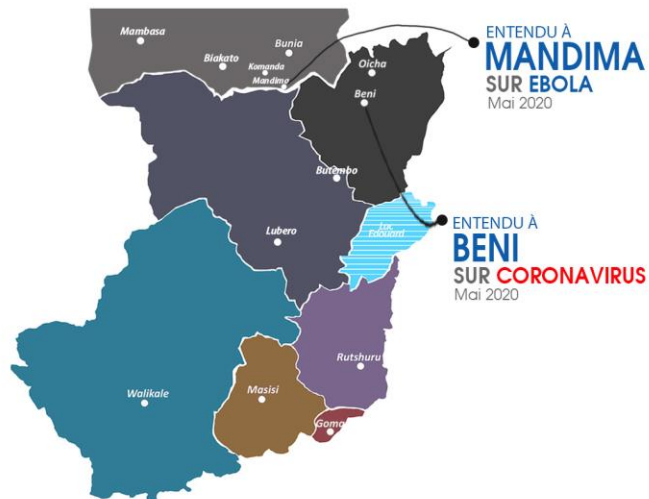 Mambasa
Bunia
Biakato
Komanda
Mandima
ENTENDU À
MANDIMA
SUR EBOLA
Mai 2020
Oicha
Beni
Butembo
Lubero
Lac
Edouard
ENTENDU À
BENI
SUR CORONAVIRUS
Mai 2020
Rutshuru
Walikale
Masisi
Goma